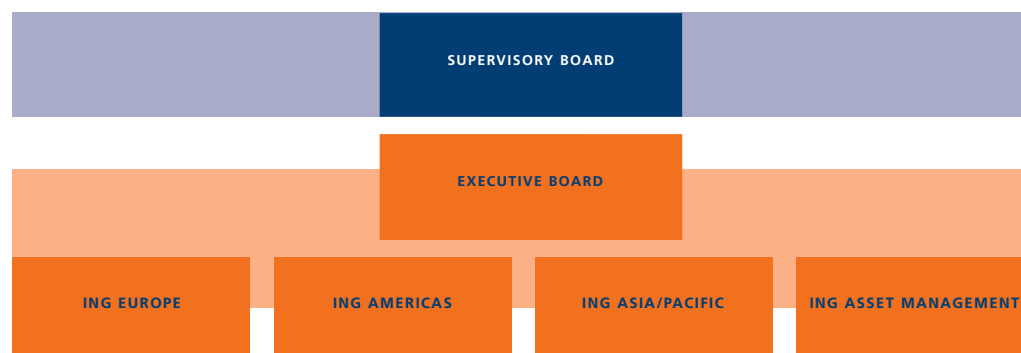 SUPERVISORY BOARD
EXECUTIVE BOARD
ING EUROPE
ING AMERICAS
ING ASIA/PACIFIC
ING ASSET MANAGEMENT